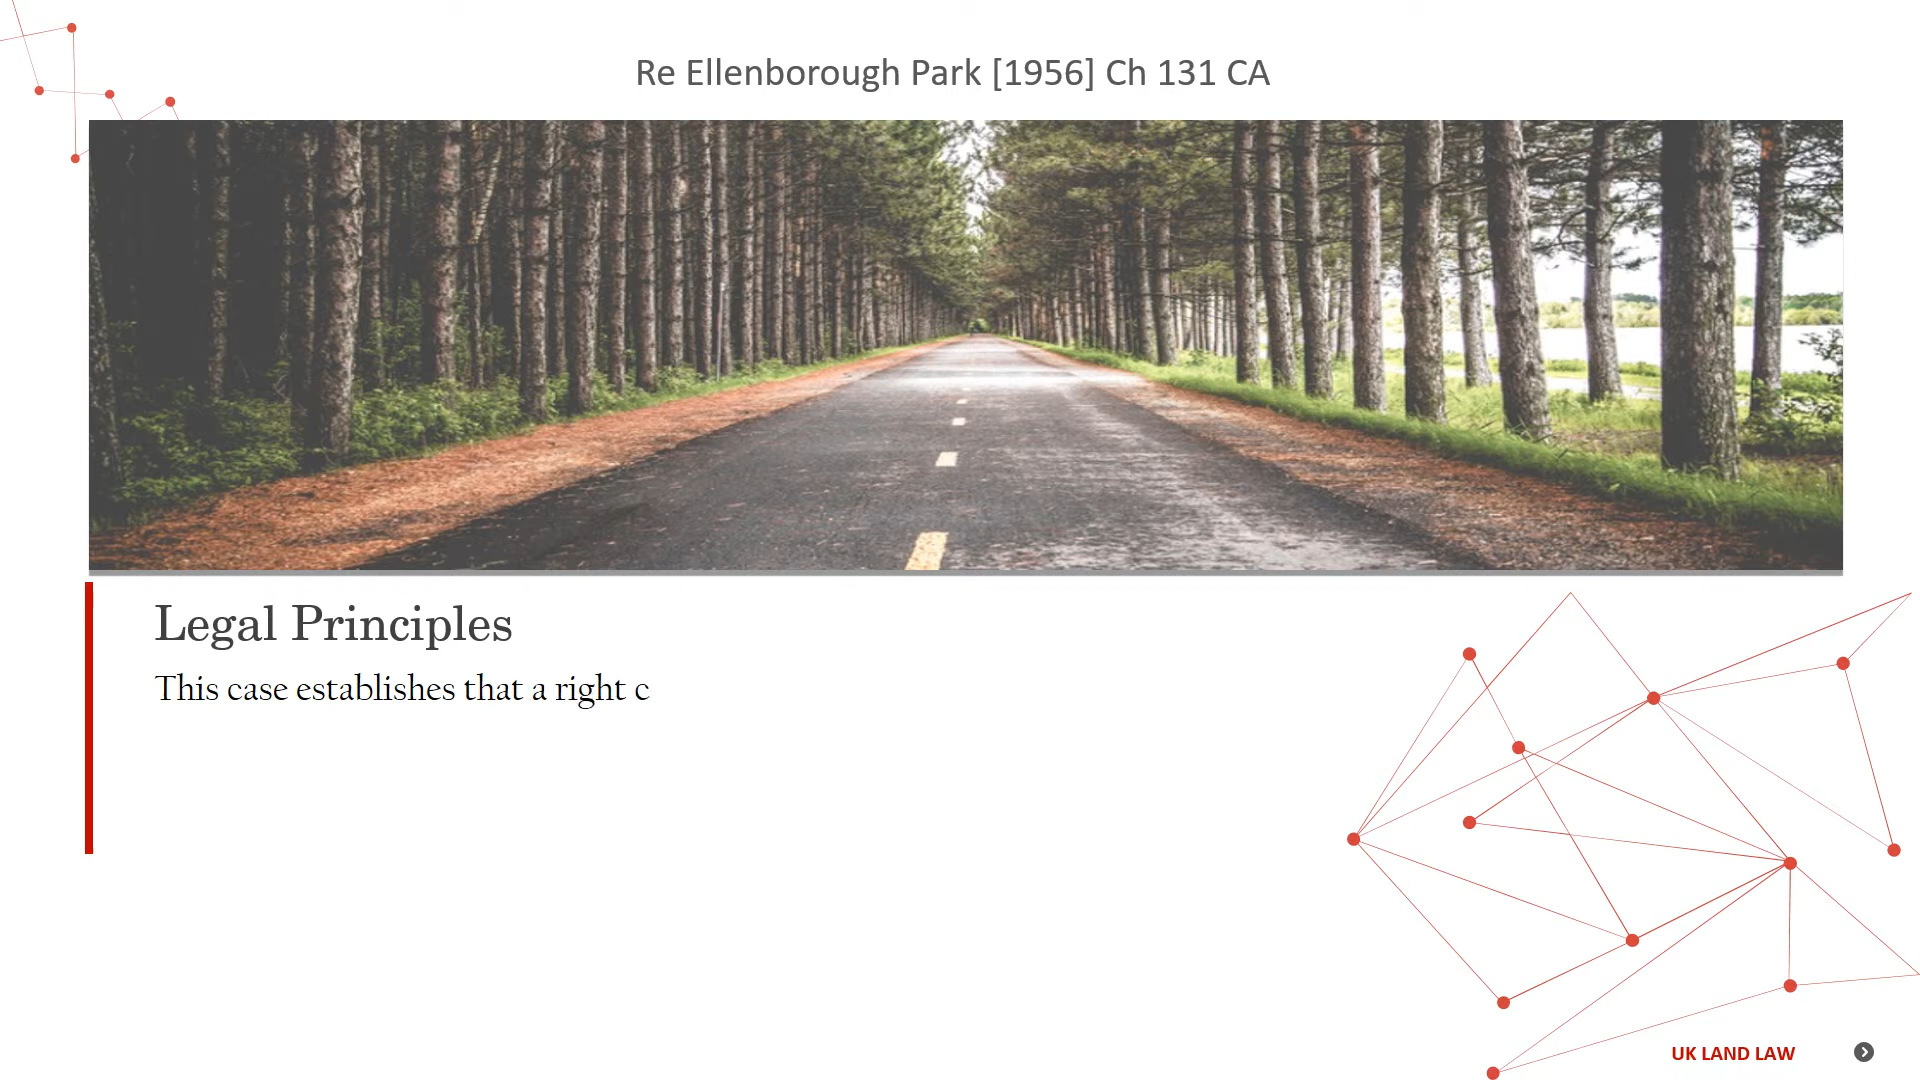 Re Ellenborough Park [1956] Ch 131 CA
Legal Principles
This case establishes that a right c
UK LAND LAW